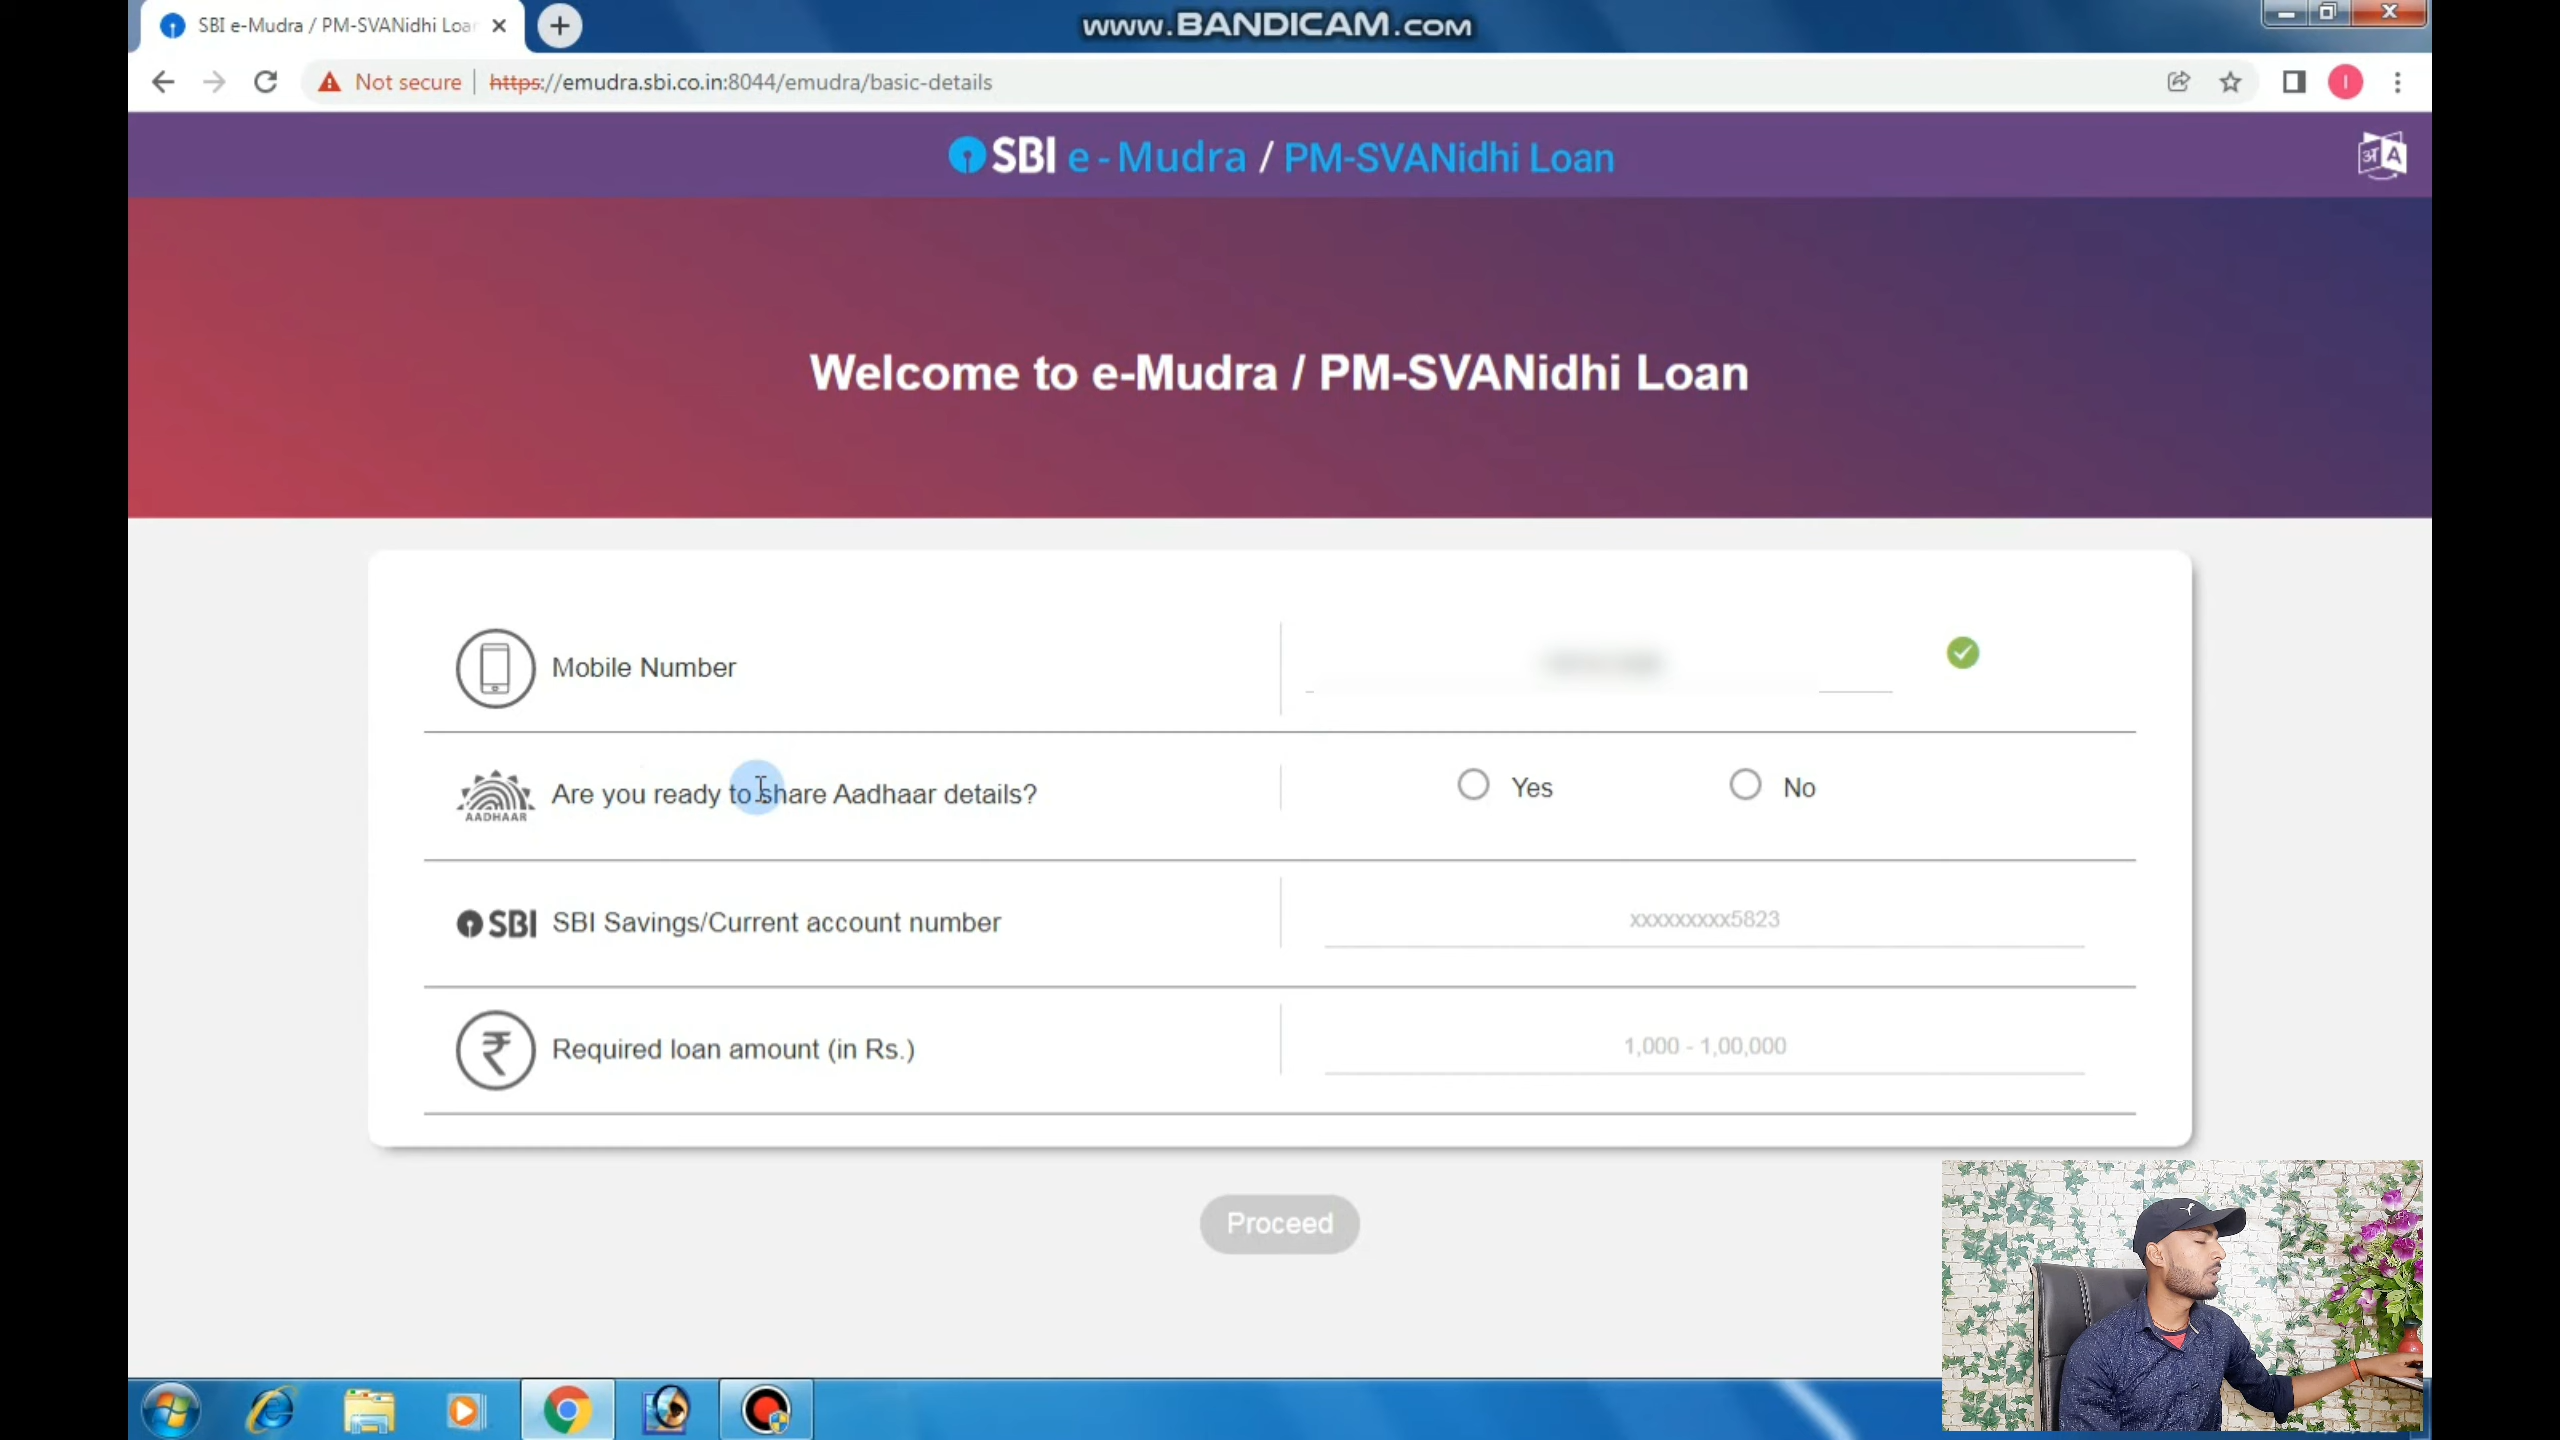 SBI e-Mudra / PM-SVANidhi Loa
www.BANDICAM.com
Not secure
https://emudra.sbi.co.in:8044/emudra/basic-details
I
SBI e-Mudra / PM-SVANidhi Loan
अ A
Welcome to e-Mudra / PM-SVANidhi Loan
Mobile Number
AADHAAR
Are you ready to share Aadhaar details?
Yes
No
SBI
SBI Savings/Current account number
xxxxxxxxx5823
₹
Required loan amount (in Rs.)
1,000 - 1,00,000
Proceed